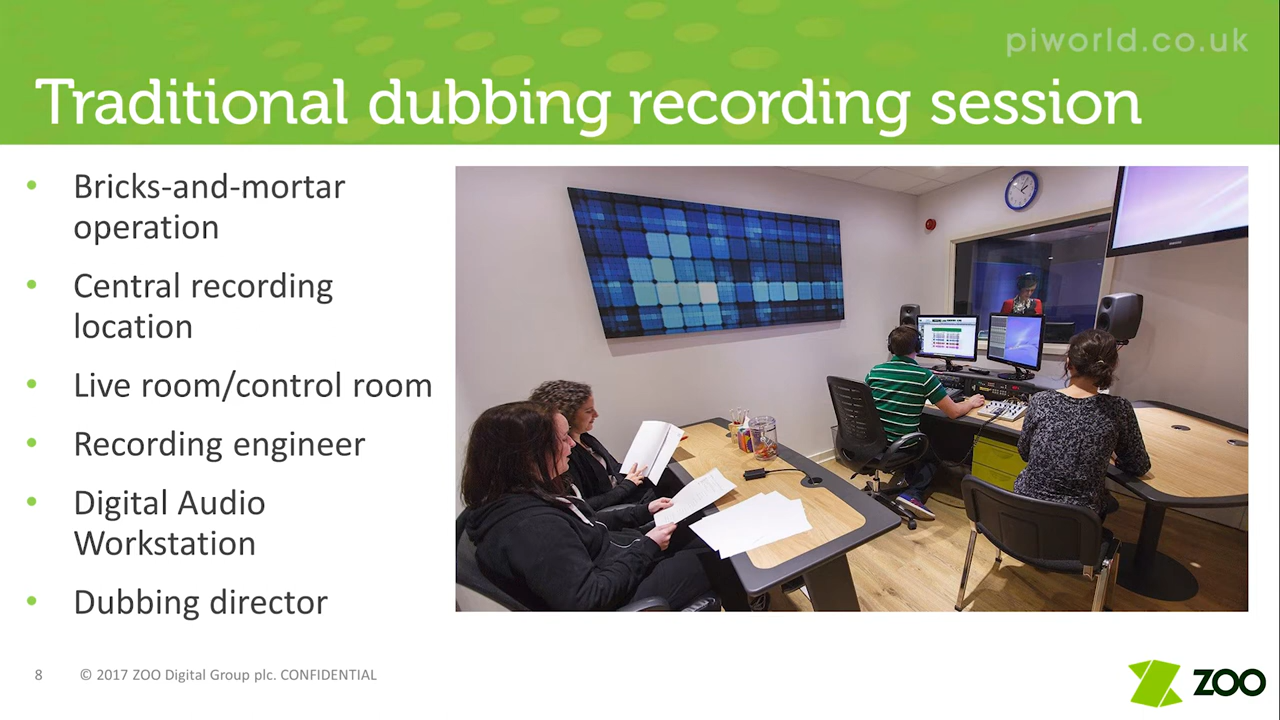 piworld.co.uk
Traditional dubbing recording session
• Bricks-and-mortar
operation
• Central recording
location
• Live room/control room
• Recording engineer
• Digital Audio
Workstation
• Dubbing director
8 © 2017 ZOO Digital Group plc. CONFIDENTIAL
ZOO